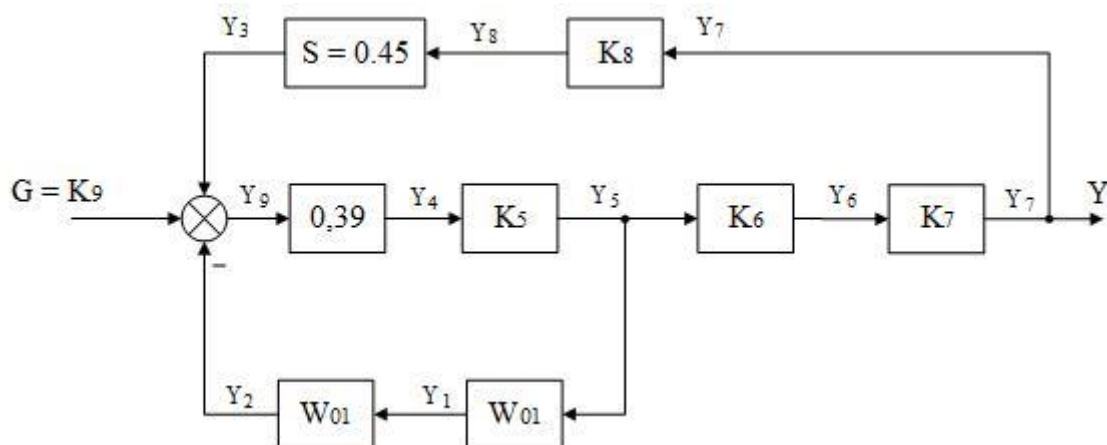 Y3
S = 0.45
Y8
K8
Y7
G = K9
Y9
0,39
Y4
K5
Y5
K6
Y6
K7
Y7
Y
–
Y2
W01
Y1
W01